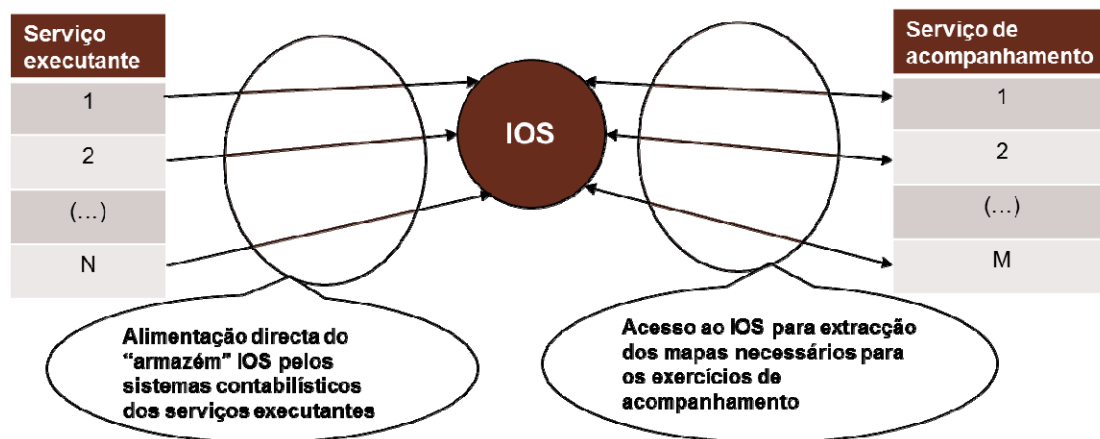 Serviço
executante
1
2
(...)
N
IOS
Serviço de
acompanhamento
1
2
(...)
M
Alimentação directa do
“armazém” IOS pelos
sistemas contabilísticos
dos serviços executantes
Acesso ao IOS para extracção
dos mapas necessários para
os exercícios de
acompanhamento